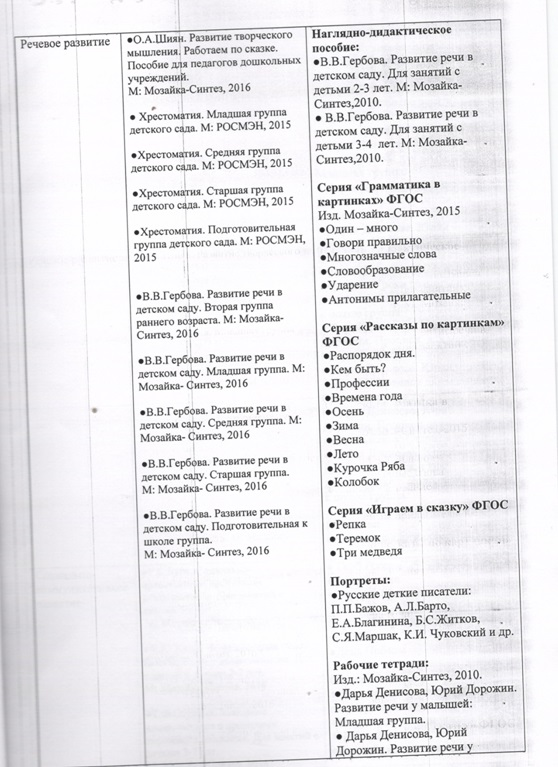 Речевое развитие
●О.А.Шиян. Развитие творческого
мышления. Работаем по сказке.
Пособие для педагогов дошкольных
учреждений.
М: Мозайка-Синтез, 2016
● Хрестоматия. Младшая группа
детского сада. М: РОСМЭН, 2015
●Хрестоматия. Средняя группа
детского сада. М: РОСМЭН, 2015
●Хрестоматия. Старшая группа
детского сада. М: РОСМЭН, 2015
●Хрестоматия. Подготовительная
группа детского сада. М: РОСМЭН,
2015
●В.В.Гербова. Развитие речи в
детском саду. Вторая группа
раннего возраста. М: Мозайка-
Синтез, 2016
●В.В.Гербова. Развитие речи в
детском саду. Младшая группа. М:
Мозайка- Синтез, 2016
●В.В.Гербова. Развитие речи в
детском саду. Средняя группа. М:
Мозайка- Синтез, 2016
●В.В.Гербова. Развитие речи в
детском саду. Старшая группа.
М: Мозайка- Синтез, 2016
●В.В.Гербова. Развитие речи в
детском саду. Подготовительная к
школе группа.
М: Мозайка- Синтез, 2016
Наглядно-дидактическое
пособие:
●В.В.Гербова. Развитие речи в
детском саду. Для занятий с
детьми 2-3 лет. М: Мозайка-
Синтез,2010.
● В.В.Гербова. Развитие речи в
детском саду. Для занятий с
детьми 3-4 лет. М: Мозайка-
Синтез,2010.
Серия «Грамматика в
картинках» ФГОС
Изд. Мозайка-Синтез, 2015
●Один – много
●Говори правильно
●Многозначные слова
●Словообразование
●Ударение
●Антонимы прилагательные
Серия «Рассказы по картинкам»
ФГОС
●Распорядок дня.
●Кем быть?
●Профессии
●Времена года
●Осень
●Зима
●Весна
●Лето
●Курочка Ряба
●Колобок
Серия «Играем в сказку» ФГОС
●Репка
●Теремок
●Три медведя
Портреты:
●Русские деткие писатели:
П.П.Бажов, А.Л.Барто,
Е.А.Благинина, Б.С.Житков,
С.Я.Маршак, К.И. Чуковский и др.
Рабочие тетради:
Изд.: Мозайка-Синтез, 2010.
●Дарья Денисова, Юрий Дорожин.
Развитие речи у малышей:
Младшая группа.
● Дарья Денисова, Юрий
Дорожин. Развитие речи у